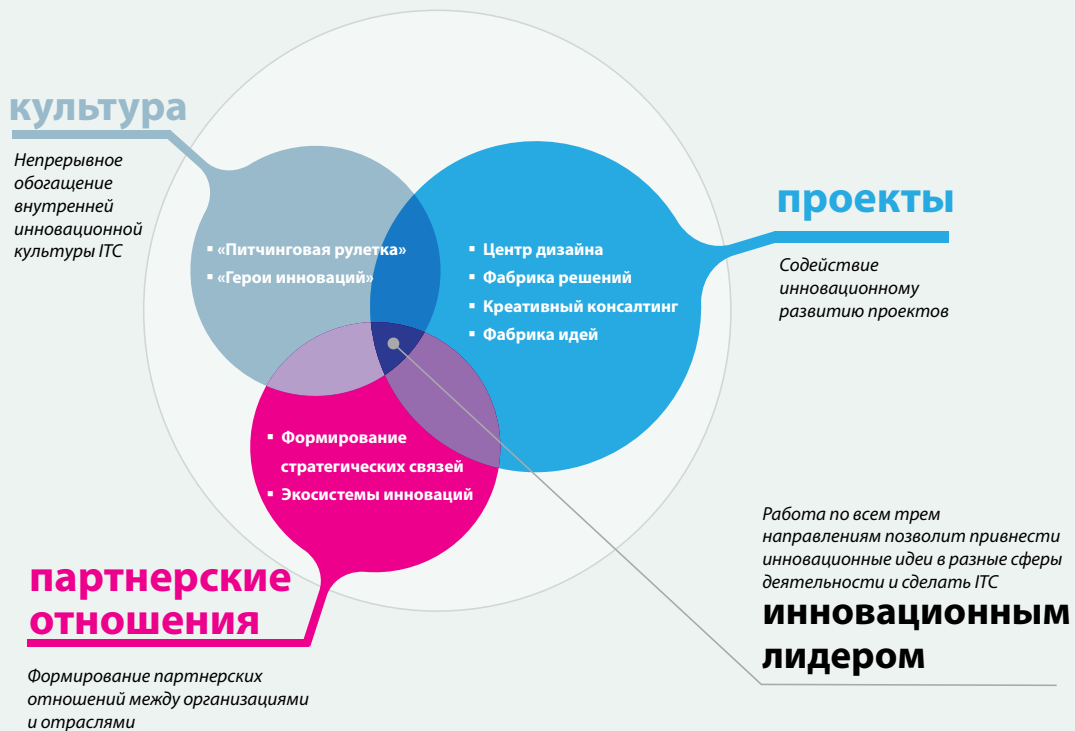 культура
Непрерывное
обогащение
внутренней
инновационной
культуры ITC
▪ «Питчинговая рулетка»
▪ «Герои инноваций»
▪ Центр дизайна
▪ Фабрика решений
▪ Креативный консалтинг
▪ Фабрика идей
проекты
Содействие
инновационному
развитию проектов
▪ Формирование
стратегических связей
▪ Экосистемы инноваций
партнерские
отношения
Формирование партнерских
отношений между организациями
и отраслями
Работа по всем трем
направлениям позволит привнести
инновационные идеи в разные сферы
деятельности и сделать ITC
инновационным
лидером